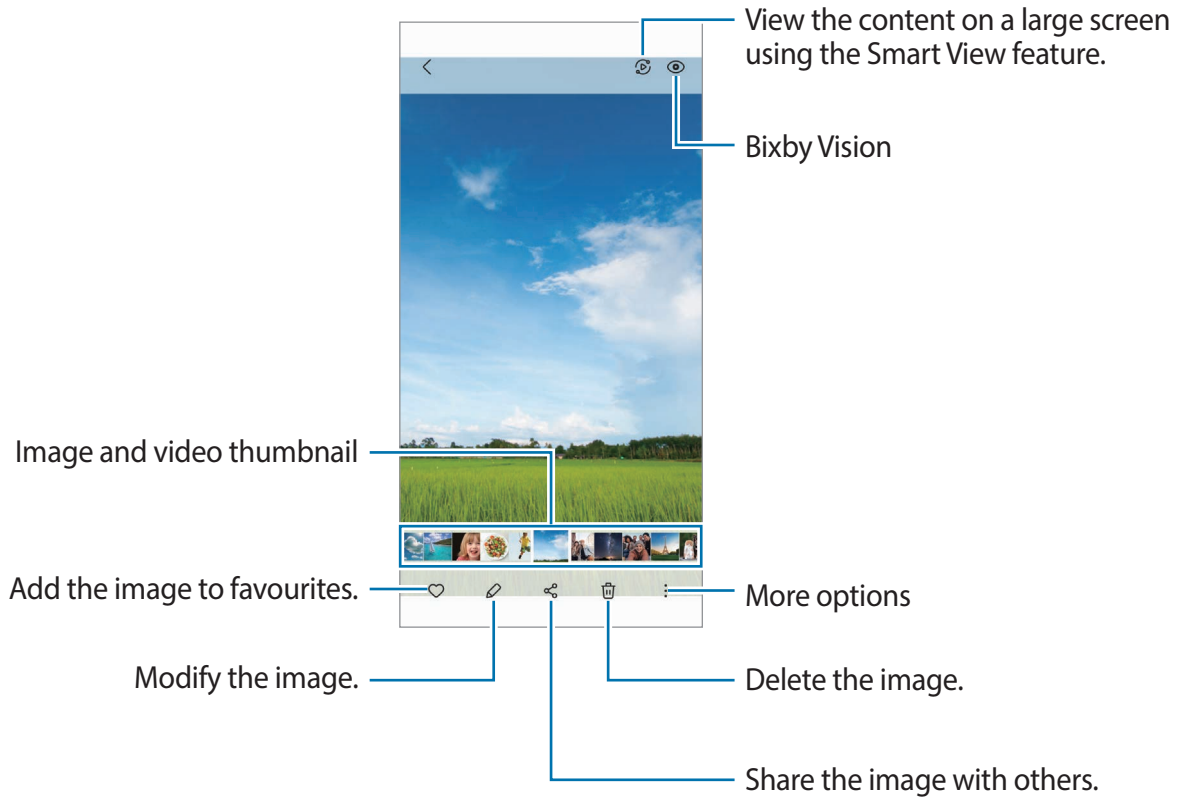 View the content on a large screen
using the Smart View feature.
Bixby Vision
Image and video thumbnail
Add the image to favourites.
More options
Modify the image.
Delete the image.
Share the image with others.